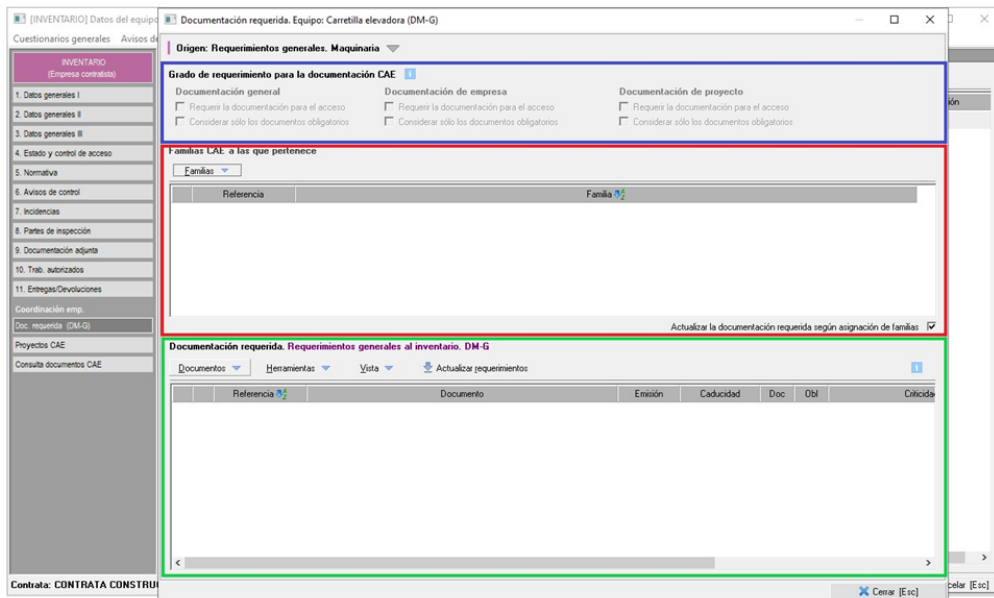 [INVENTARIO] Datos del equipo
Documentación requerida. Equipo: Carretilla elevadora (DM-G)
Cuestionarios generales Avisos de
Origen: Requerimientos generales. Maquinaria
INVENTARIO
(Empresa contratista)
1. Datos generales I
2. Datos generales II
3. Datos generales III
4. Estado y control de acceso
5. Normativa
6. Avisos de control
7. Incidencias
8. Partes de inspección
9. Documentación adjunta
10. Trab. autorizados
11. Entregas/Devoluciones
Coordinación emp.
Doc. requerida (DM-G)
Proyectos CAE
Consulta documentos CAE
Grado de requerimiento para la documentación CAE
Documentación general Documentación de empresa Documentación de proyecto
Requerir la documentación para el acceso Requerir la documentación para el acceso Requerir la documentación para el acceso
Considerar sólo los documentos obligatorios Considerar sólo los documentos obligatorios Considerar sólo los documentos obligatorios
ión
Familias CAE a las que pertenece
Familias
Referencia Familia
Actualizar la documentación requerida según asignación de familias
Documentación requerida. Requerimientos generales al inventario. DM-G
Documentos Herramientas Vista Actualizar requerimientos
Referencia Documento Emisión Caducidad Doc Obl Criticida
Contrata: CONTRATA CONSTRU
Cerrar [Esc]
celar [Esc]